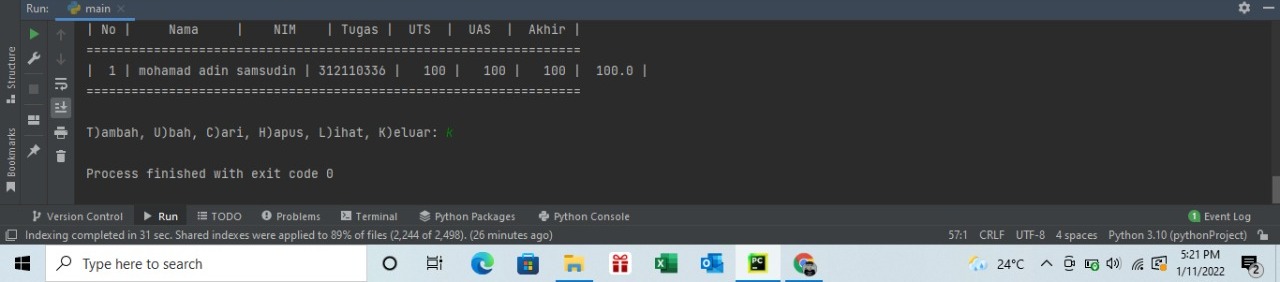 Run: main ×
| No | Nama | NIM | Tugas | UTS | UAS | Akhir |
==================================================================
| 1 | mohamad adin samsudin | 312110336 | 100 | 100 | 100 | 100.0 |
==================================================================
T)ambah, U)bah, C)ari, H)apus, L)ihat, K)eluar: k
Process finished with exit code 0
Structure
Bookmarks
Version Control Run TODO Problems Terminal Python Packages Python Console 1 Event Log
Indexing completed in 31 sec. Shared indexes were applied to 89% of files (2,244 of 2,498). (26 minutes ago) 57:1 CRLF UTF-8 4 spaces Python 3.10 (pythonProject)
Type here to search PC 24°C 5:21 PM
1/11/2022 2